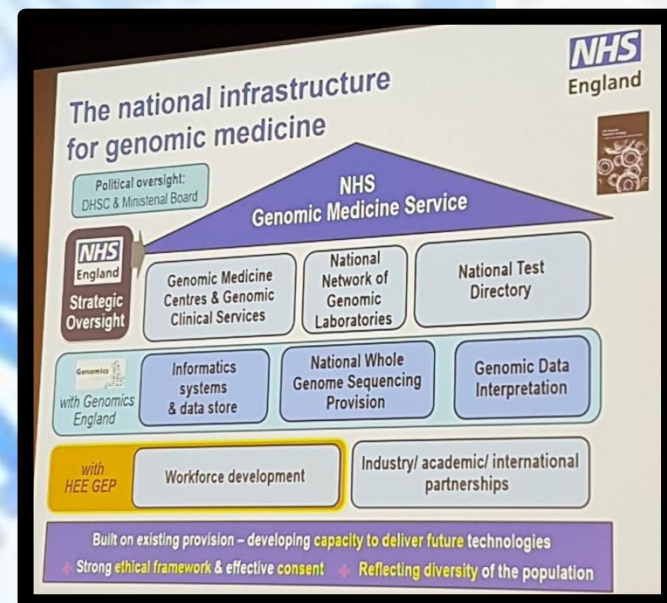 The national infrastructure
for genomic medicine
NHS
England
Political oversight:
DHSC & Ministerial Board
NHS
Genomic Medicine Service
NHS
England
Strategic
Oversight
Genomic Medicine
Centres & Genomic
Clinical Services
National
Network of
Genomic
Laboratories
National Test
Directory
Genomics
with Genomics
England
Informatics
systems
& data store
National Whole
Genome Sequencing
Provision
Genomic Data
Interpretation
with
HEE GEP
Workforce development
Industry/ academic/ international
partnerships
Built on existing provision – developing capacity to deliver future technologies
+ Strong ethical framework & effective consent + Reflecting diversity of the population